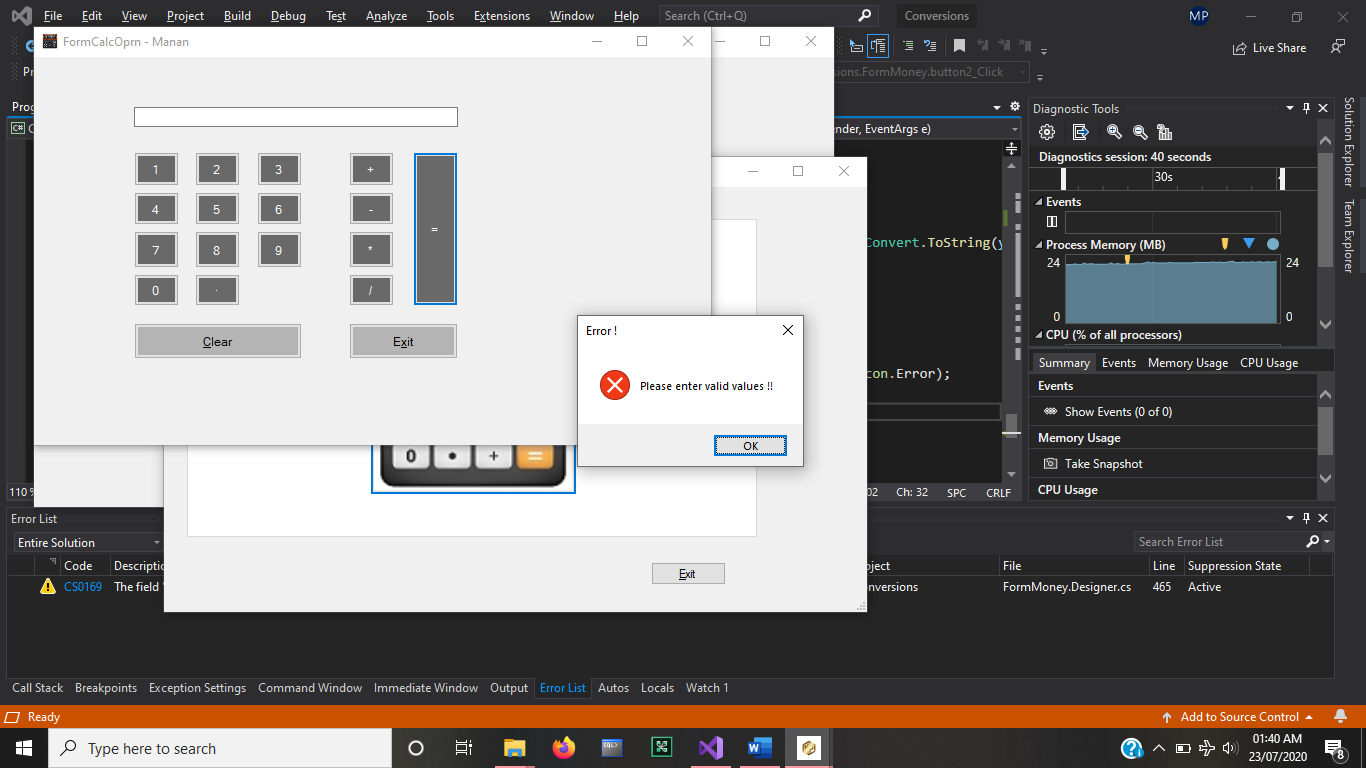 File Edit View Project Build Debug Test Analyze Tools Extensions Window Help Search (Ctrl+Q) Conversions MP
FormCalcOprn - Manan
Live Share
sions.FormMoney.button2_Click
Pr
Prog
C#
ender, EventArgs e)
1 2 3 + =
4 5 6 -
7 8 9 *
0 . /
Clear Exit
Convert.ToString(y
con.Error);
Error !
Please enter valid values !!
OK
0 • + =
Exit
110 %
02 Ch: 32 SPC CRLF
Diagnostic Tools
Diagnostics session: 40 seconds
30s
Events
Process Memory (MB)
24 24
0 0
CPU (% of all processors)
Summary Events Memory Usage CPU Usage
Events
Show Events (0 of 0)
Memory Usage
Take Snapshot
CPU Usage
Solution Explorer
Team Explorer
Error List
Entire Solution
Search Error List
Code Descriptio oject File Line Suppression State
CS0169 The field onversions FormMoney.Designer.cs 465 Active
Call Stack Breakpoints Exception Settings Command Window Immediate Window Output Error List Autos Locals Watch 1
Ready Add to Source Control
Type here to search
SQL>
01:40 AM
23/07/2020
8